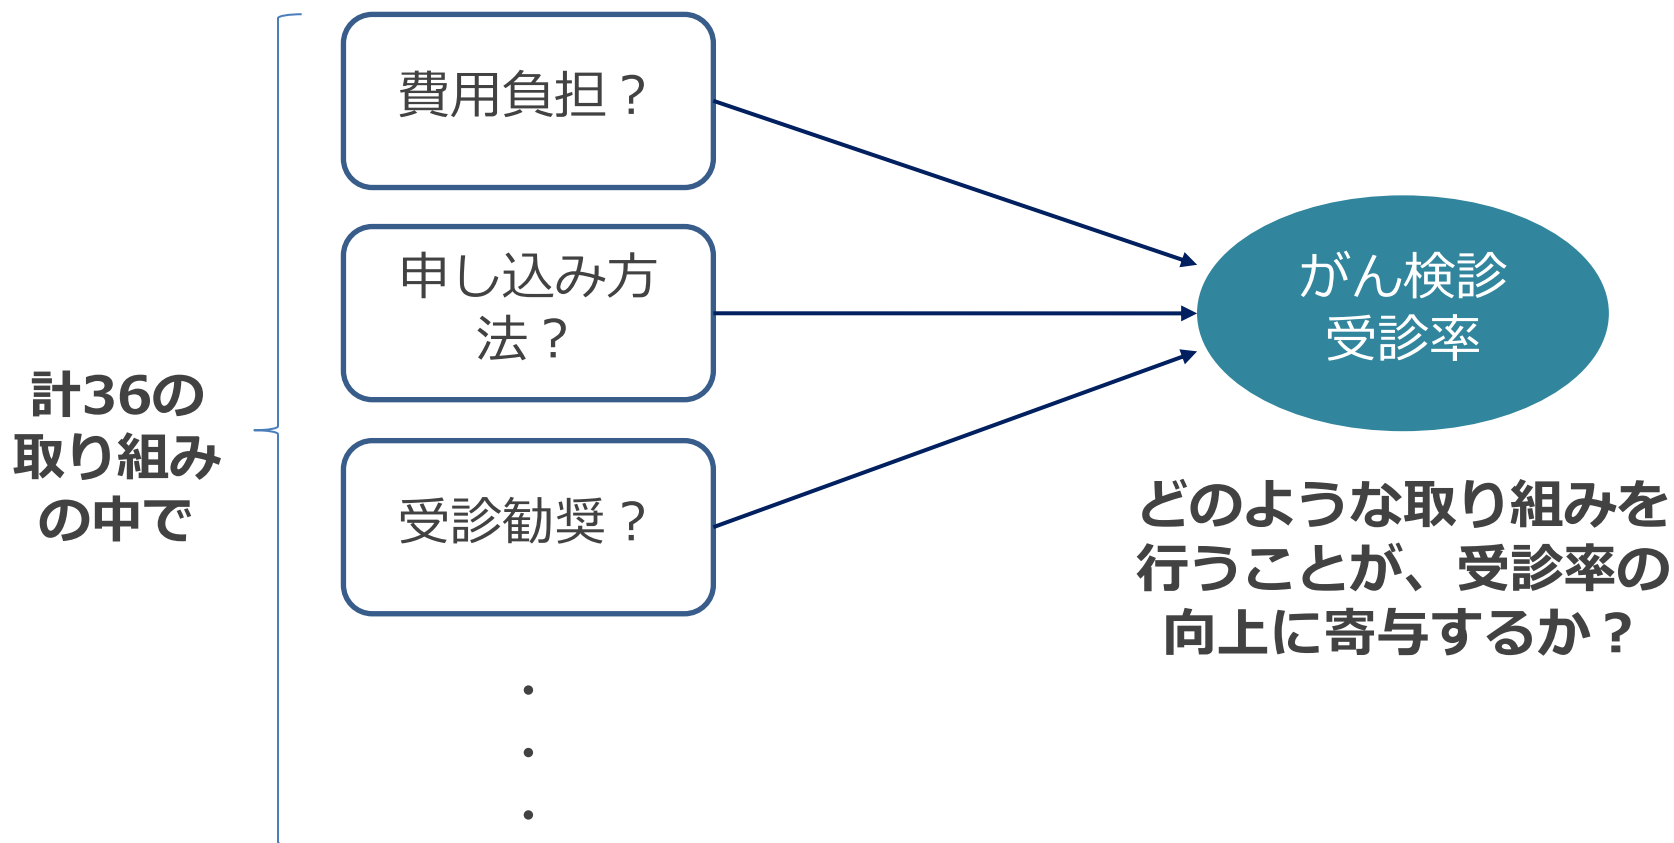 費用負担？
申し込み方
法？
受診勧奨？
・
・
・
計36の
取り組み
の中で
がん検診
受診率
どのような取り組みを
行うことが、受診率の
向上に寄与するか？